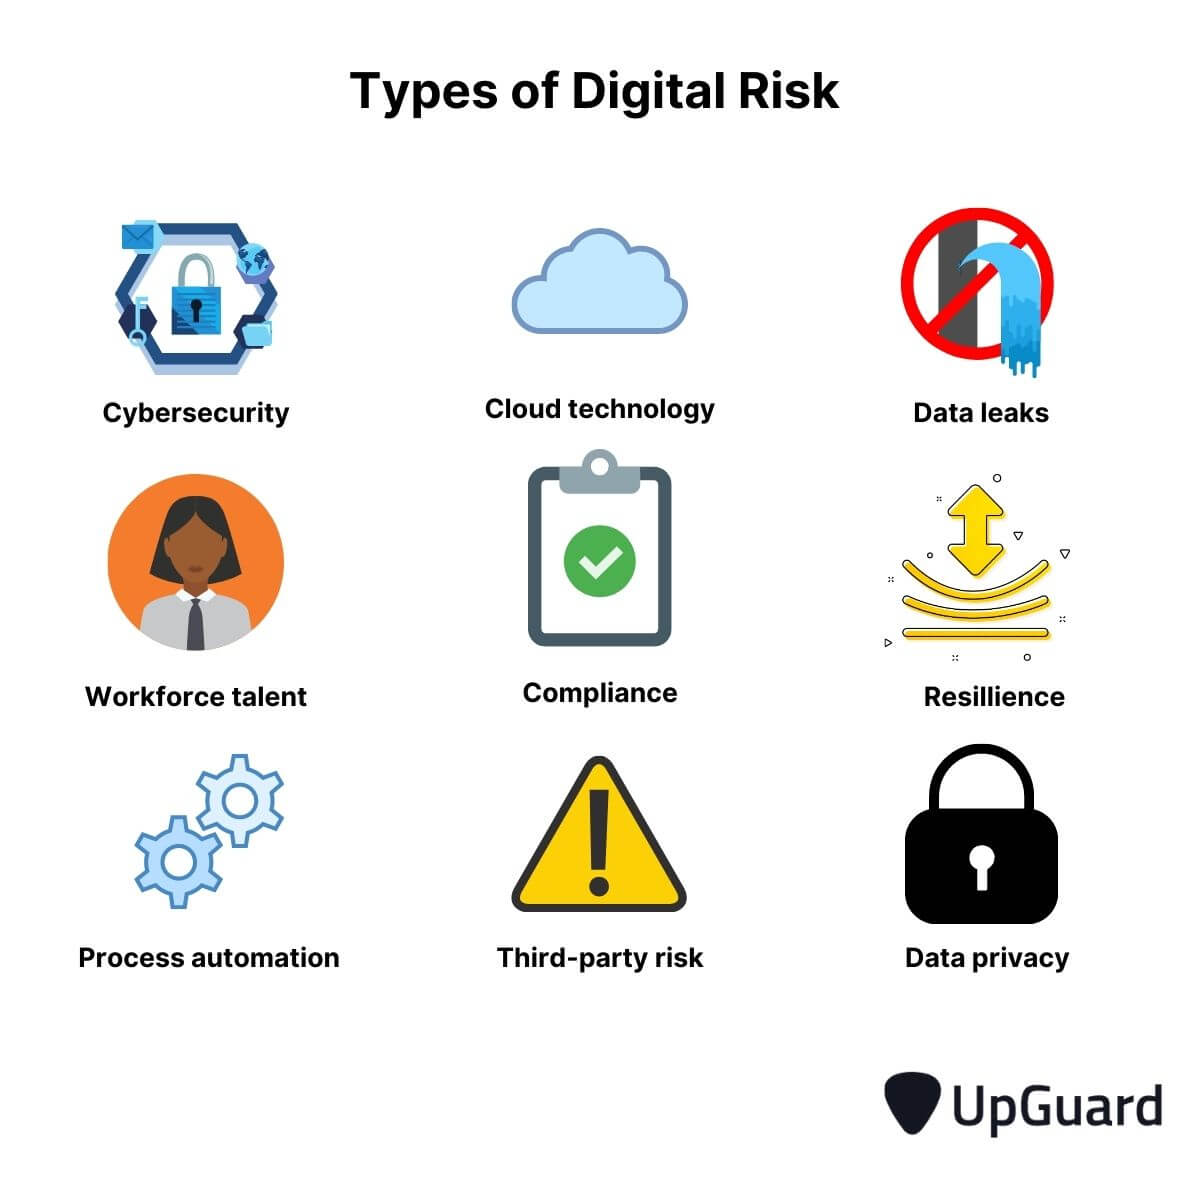 Types of Digital Risk
Cybersecurity
Cloud technology
Data leaks
Workforce talent
Compliance
Resillience
Process automation
Third-party risk
Data privacy
UpGuard